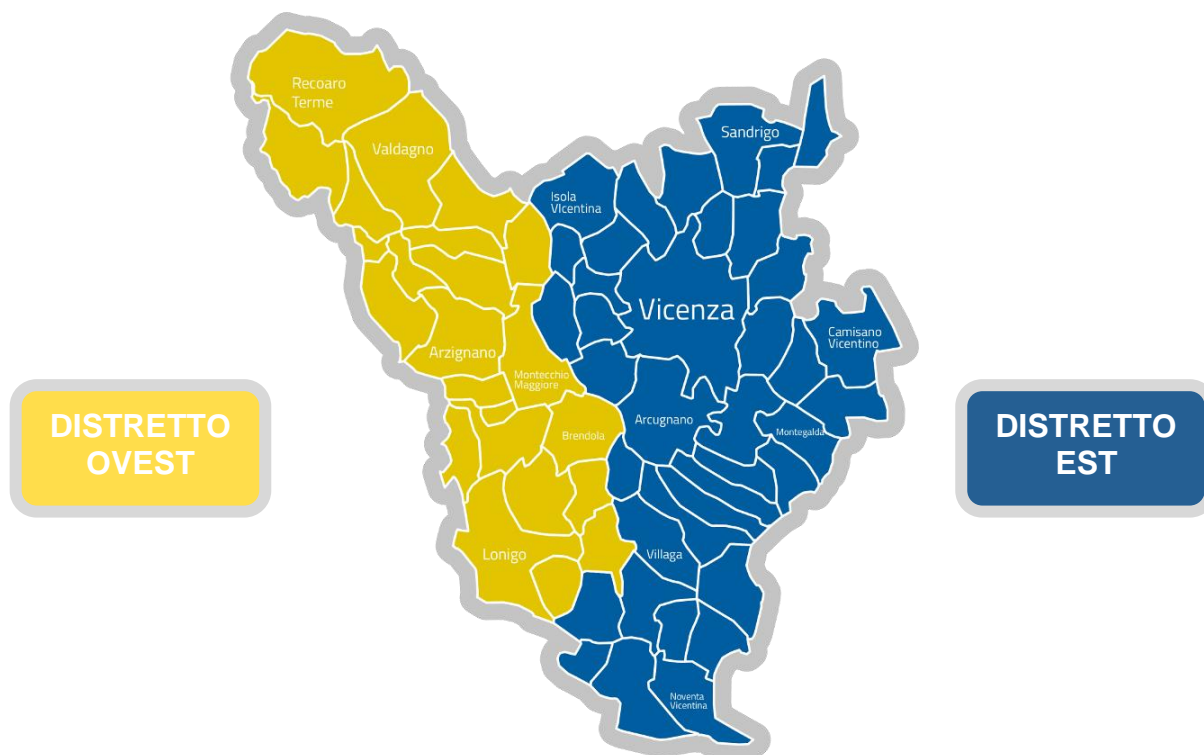 Recoaro
Terme
Valdagno
Sandrigo
Isola
VIcentina
Vicenza
Camisano
Vicentino
Arzignano
Montecchio
Maggiore
Arcugnano
Brendola
Montegalda
DISTRETTO
OVEST
DISTRETTO
EST
Lonigo
Villaga
Noventa
Vicentina